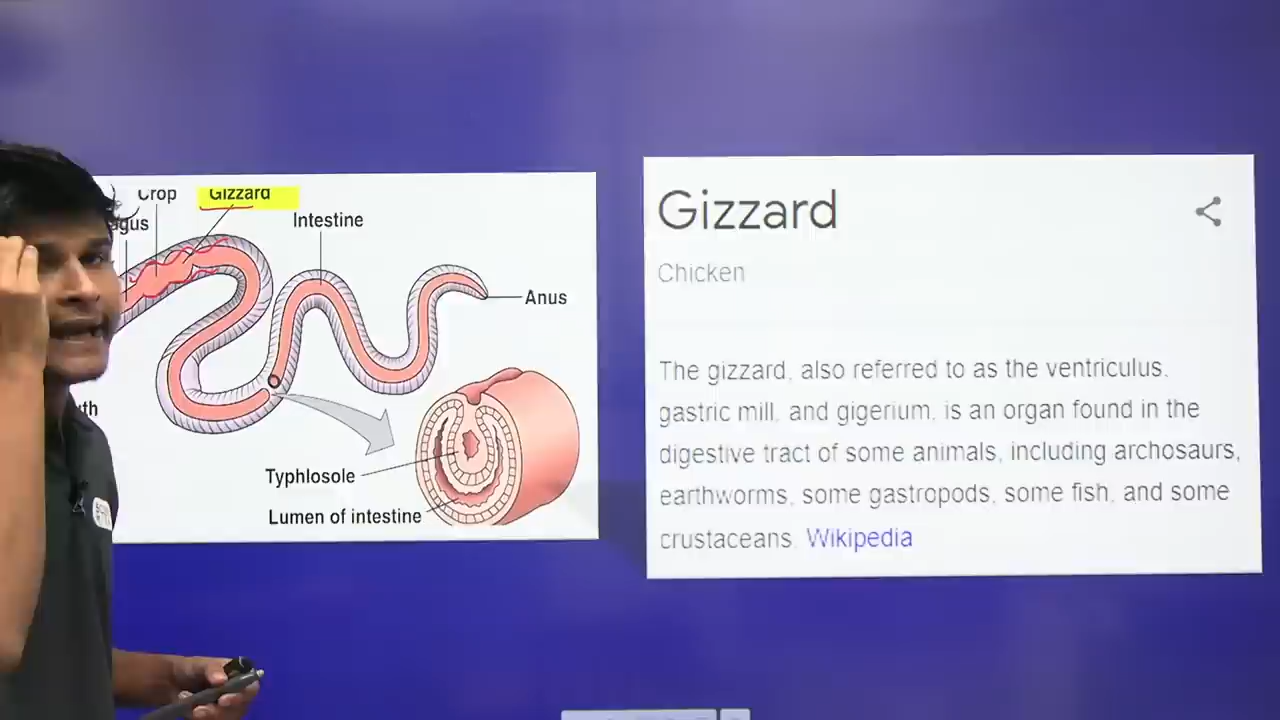 Crop
Gizzard
agus
Intestine
Anus
th
Typhlosole
Lumen of intestine
Gizzard
Chicken
The gizzard, also referred to as the ventriculus,
gastric mill, and gigerium, is an organ found in the
digestive tract of some animals, including archosaurs,
earthworms, some gastropods, some fish, and some
crustaceans. Wikipedia